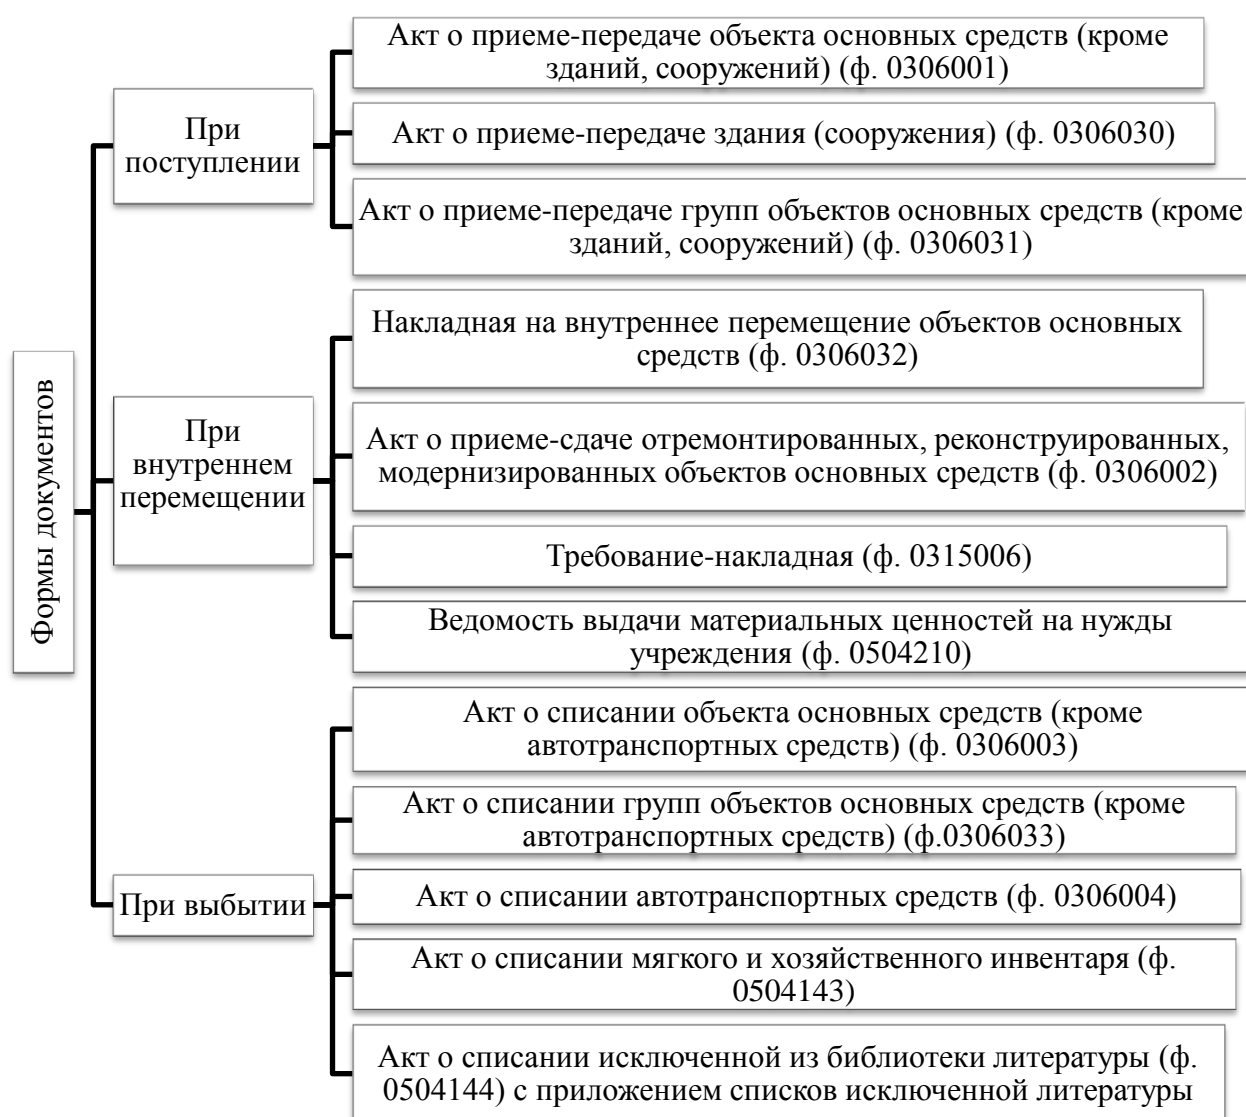 Формы документов
При
поступлении
Акт о приеме-передаче объекта основных средств (кроме
зданий, сооружений) (ф. 0306001)
Акт о приеме-передаче здания (сооружения) (ф. 0306030)
Акт о приеме-передаче групп объектов основных средств (кроме
зданий, сооружений) (ф. 0306031)
При
внутреннем
перемещении
Накладная на внутреннее перемещение объектов основных
средств (ф. 0306032)
Акт о приеме-сдаче отремонтированных, реконструированных,
модернизированных объектов основных средств (ф. 0306002)
Требование-накладная (ф. 0315006)
Ведомость выдачи материальных ценностей на нужды
учреждения (ф. 0504210)
При выбытии
Акт о списании объекта основных средств (кроме
автотранспортных средств) (ф. 0306003)
Акт о списании групп объектов основных средств (кроме
автотранспортных средств) (ф.0306033)
Акт о списании автотранспортных средств (ф. 0306004)
Акт о списании мягкого и хозяйственного инвентаря (ф.
0504143)
Акт о списании исключенной из библиотеки литературы (ф.
0504144) с приложением списков исключенной литературы